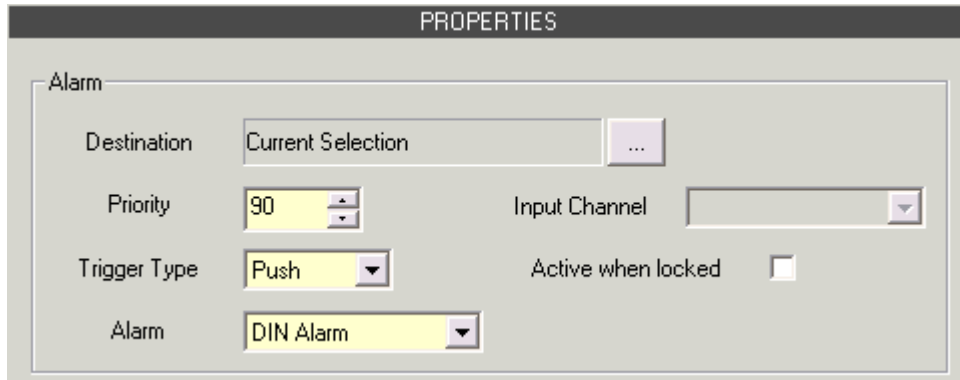 PROPERTIES
Alarm
Destination Current Selection ...
Priority 90 Input Channel
Trigger Type Push Active when locked
Alarm DIN Alarm